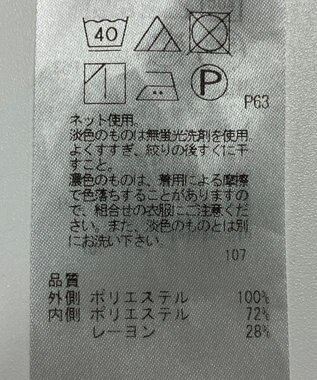 40
P
P63
ネット使用。
淡色のものは無蛍光洗剤を使用。
よくすすぎ、絞りの後すぐに干
すこと。
濃色のものは、着用による摩擦
で色落ちすることがありますの
で、組合せの衣服にご注意くだ
さい。また、淡色のものとは別
にお洗い下さい。
107
品質
外側 ポリエステル 100%
内側 ポリエステル 72%
レーヨン 28%